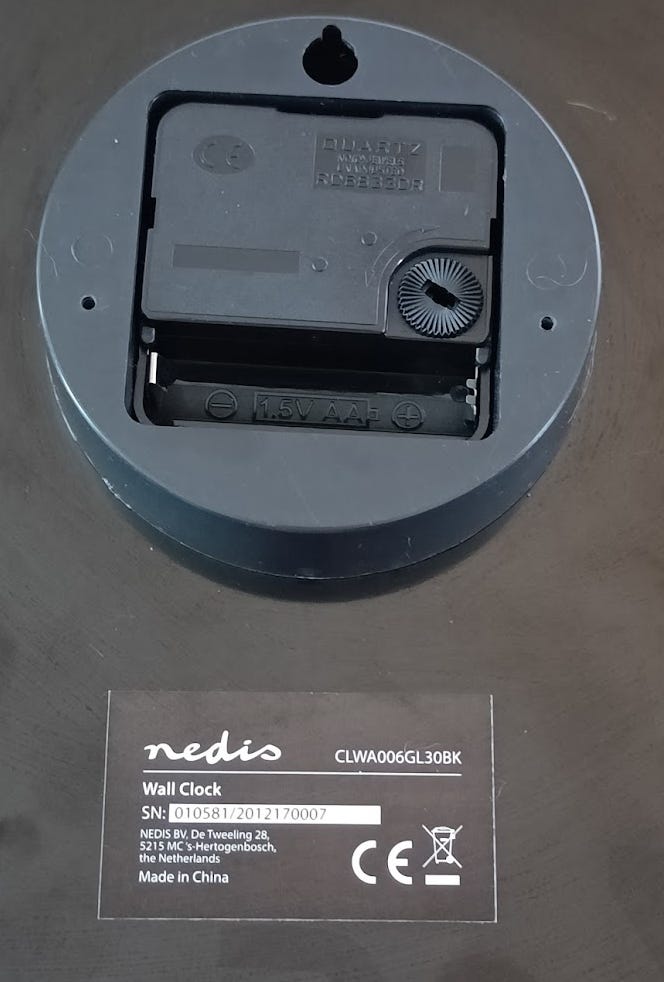 CE
QUARTZ
1.5V AA
nedis
CLWA006GL30BK
Wall Clock
SN: 010581/2012170007
NEDIS BV, De Tweeling 28,
5215 MC 's-Hertogenbosch,
the Netherlands
Made in China
CE